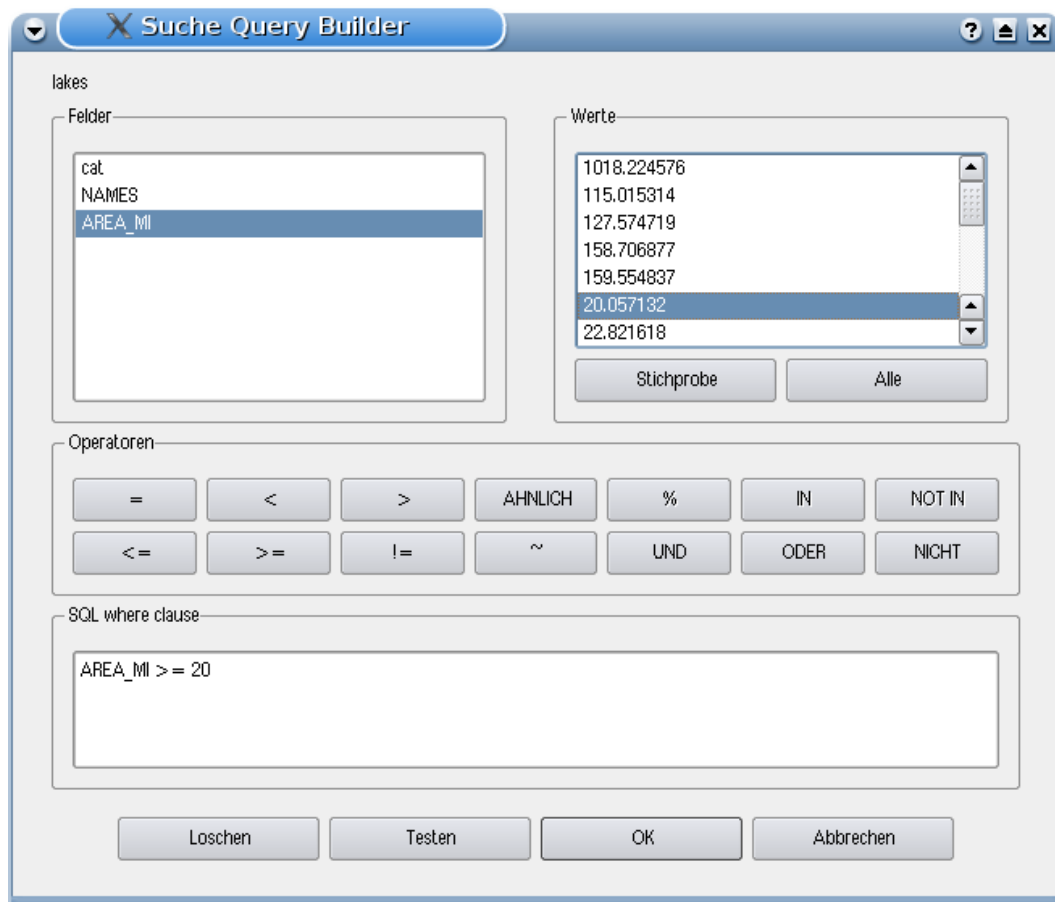 Suche Query Builder
lakes
Felder
cat
NAMES
AREA_MI
Werte
1018.224576
115.015314
127.574719
158.706877
159.554837
20.057132
22.821618
Stichprobe Alle
Operatoren
= < > AHNLICH % IN NOT IN
<= >= != ~ UND ODER NICHT
SQL where clause
AREA_MI >= 20
Loschen Testen OK Abbrechen